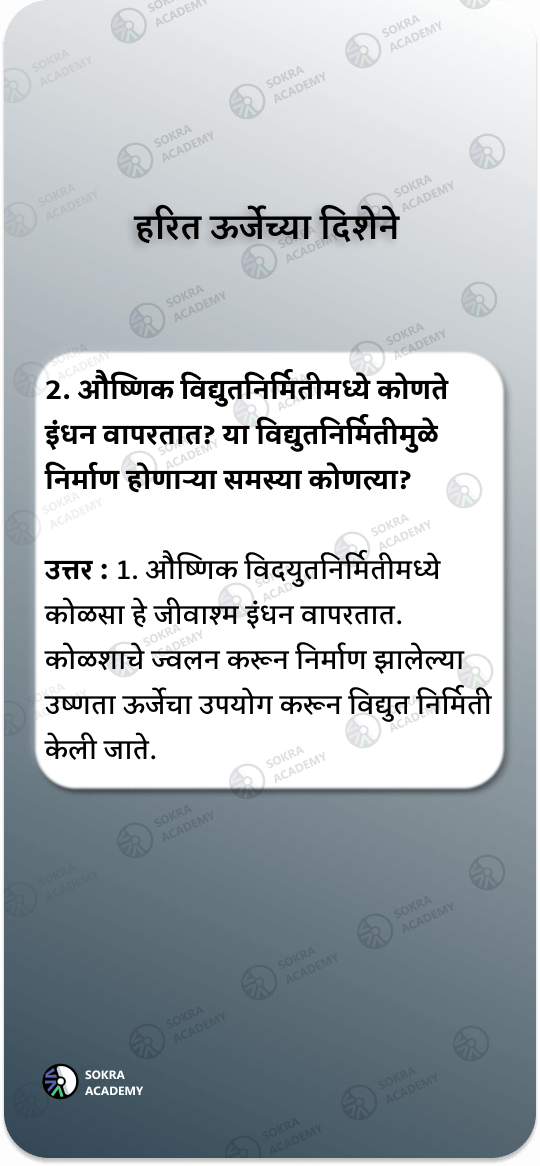 हरित ऊर्जेच्या दिशेने
2. औष्णिक विद्युतनिर्मितीमध्ये कोणते
इंधन वापरतात? या विद्युतनिर्मितीमुळे
निर्माण होणाऱ्या समस्या कोणत्या?
उत्तर : 1. औष्णिक विदयुतनिर्मितीमध्ये
कोळसा हे जीवाश्म इंधन वापरतात.
कोळशाचे ज्वलन करून निर्माण झालेल्या
उष्णता ऊर्जेचा उपयोग करून विद्युत निर्मिती
केली जाते.
SOKRA
ACADEMY